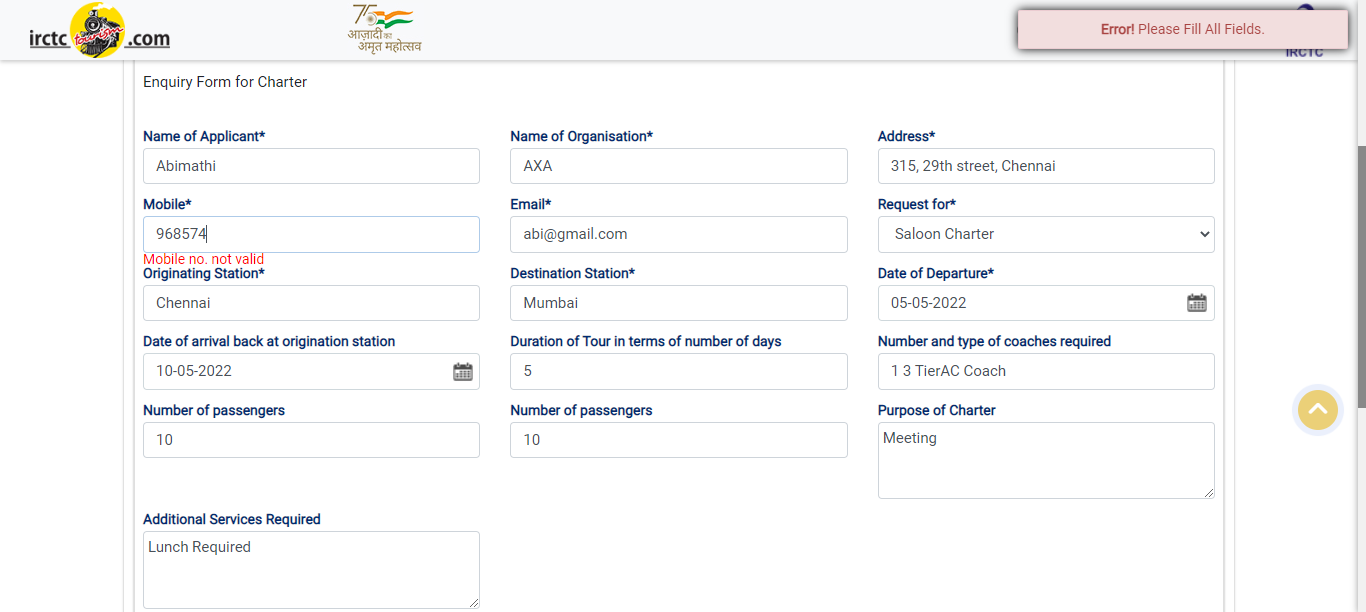 irctc tourism .com
75
आज़ादी का
अमृत महोत्सव
Error! Please Fill All Fields.
IRCTC
Enquiry Form for Charter
Name of Applicant*
Name of Organisation*
Address*
Abimathi
AXA
315, 29th street, Chennai
Mobile*
Email*
Request for*
968574
abi@gmail.com
Saloon Charter
Mobile no. not valid
Originating Station*
Destination Station*
Date of Departure*
Chennai
Mumbai
05-05-2022
Date of arrival back at origination station
Duration of Tour in terms of number of days
Number and type of coaches required
10-05-2022
5
1 3 TierAC Coach
Number of passengers
Number of passengers
Purpose of Charter
10
10
Meeting
Additional Services Required
Lunch Required